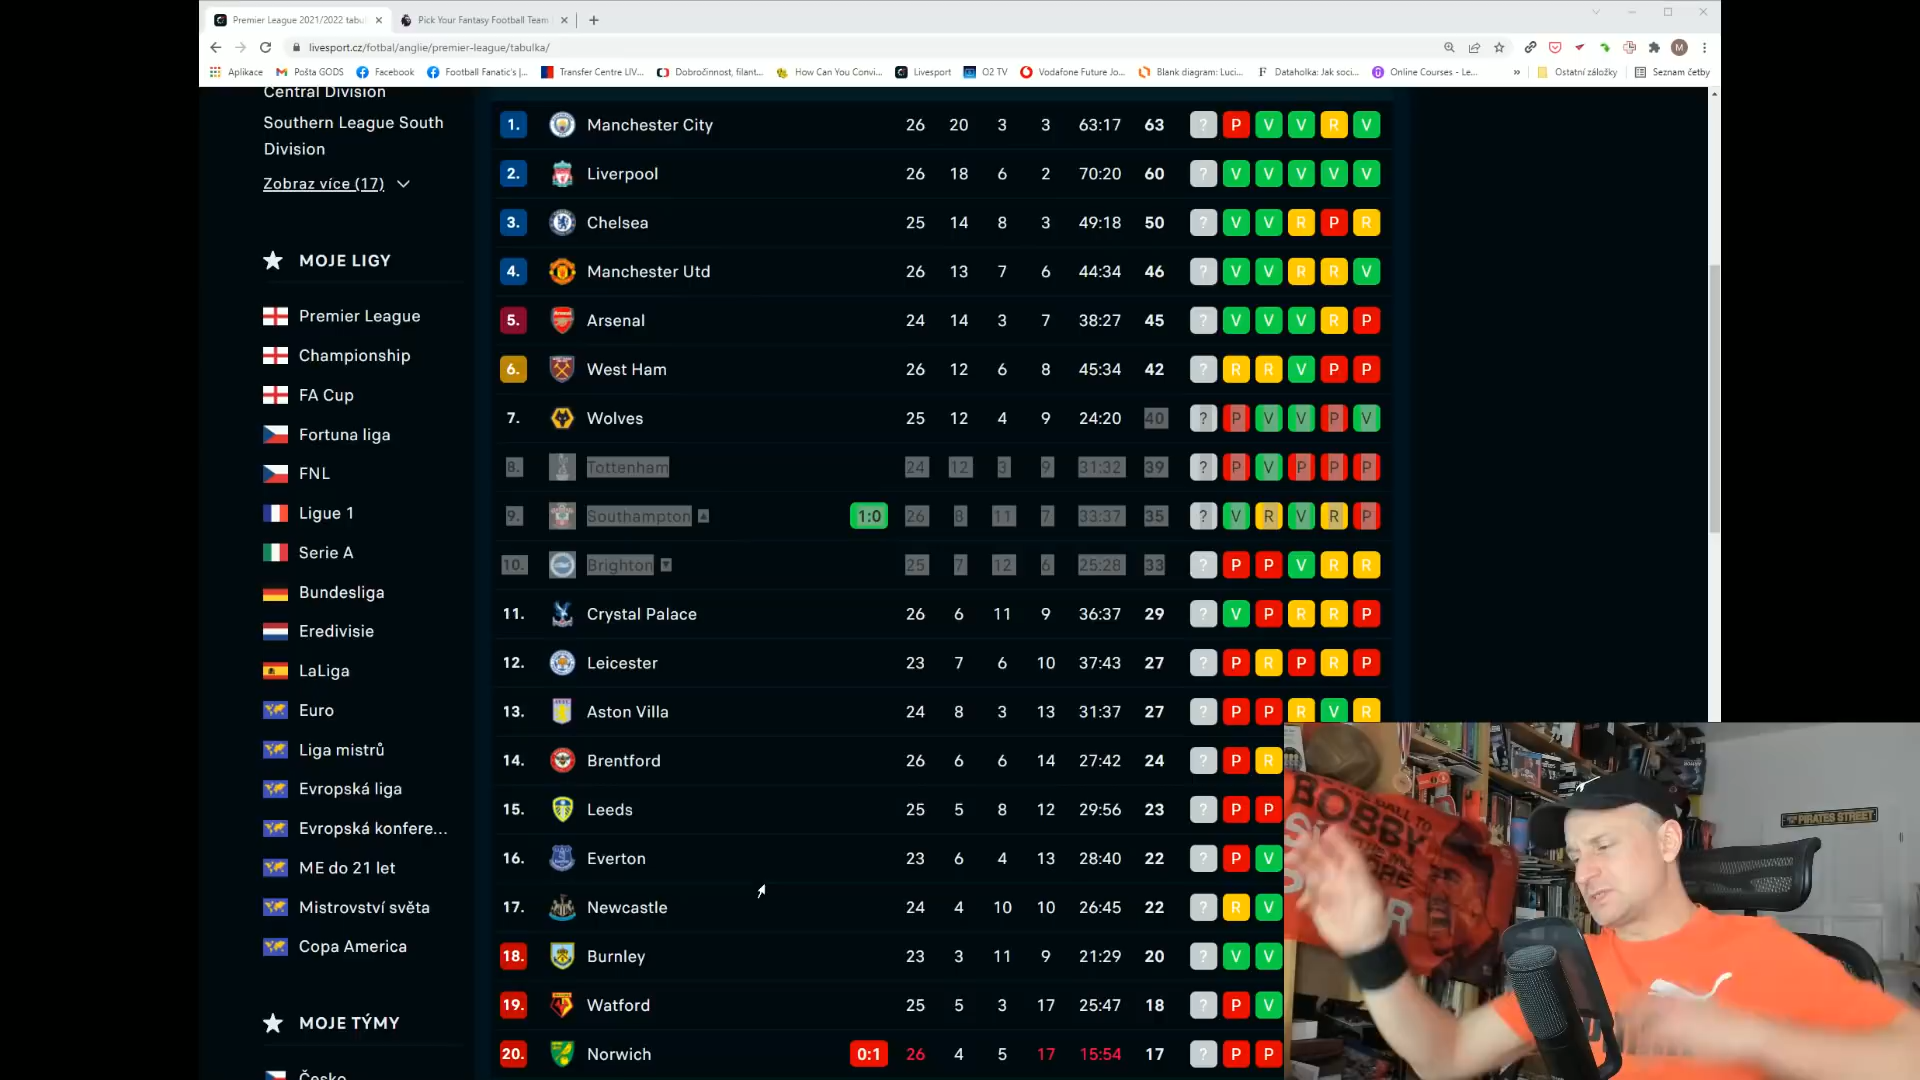 Premier League 2021/2022 tabu
Pick Your Fantasy Football Team
livesport.cz/fotbal/anglie/premier-league/tabulka/
Aplikace
Pošta GODS
Facebook
Football Fanatic's |...
Transfer Centre LIV...
Dobročinnost, filant...
How Can You Convi...
Livesport
O2 TV
Vodafone Future Jo...
Blank diagram: Luci...
Dataholka: Jak soci...
Online Courses - Le...
»
Ostatní záložky
Seznam četby
Central Division
Southern League South
Division
Zobraz více (17)
MOJE LIGY
Premier League
Championship
FA Cup
Fortuna liga
FNL
Ligue 1
Serie A
Bundesliga
Eredivisie
LaLiga
Euro
Liga mistrů
Evropská liga
Evropská konfere...
ME do 21 let
Mistrovství světa
Copa America
MOJE TÝMY
Česko
1. Manchester City 26 20 3 3 63:17 63 ? P V V R V
2. Liverpool 26 18 6 2 70:20 60 ? V V V V V
3. Chelsea 25 14 8 3 49:18 50 ? V V R P R
4. Manchester Utd 26 13 7 6 44:34 46 ? V V R R V
5. Arsenal 24 14 3 7 38:27 45 ? V V V R P
6. West Ham 26 12 6 8 45:34 42 ? R R V P P
7. Wolves 25 12 4 9 24:20 40 ? P V V P V
8. Tottenham 24 12 3 9 31:32 39 ? P V P P P
9. Southampton 1:0 26 8 11 7 33:37 35 ? V R V R P
10. Brighton 25 7 12 6 25:28 33 ? P P V R R
11. Crystal Palace 26 6 11 9 36:37 29 ? V P R R P
12. Leicester 23 7 6 10 37:43 27 ? P R P R P
13. Aston Villa 24 8 3 13 31:37 27 ? P P R V R
14. Brentford 26 6 6 14 27:42 24 ? P R
15. Leeds 25 5 8 12 29:56 23 ? P P
16. Everton 23 6 4 13 28:40 22 ? P V
17. Newcastle 24 4 10 10 26:45 22 ? R V
18. Burnley 23 3 11 9 21:29 20 ? V V
19. Watford 25 5 3 17 25:47 18 ? P V
20. Norwich 0:1 26 4 5 17 15:54 17 ? P P
BOBBY
PIRATES STREET